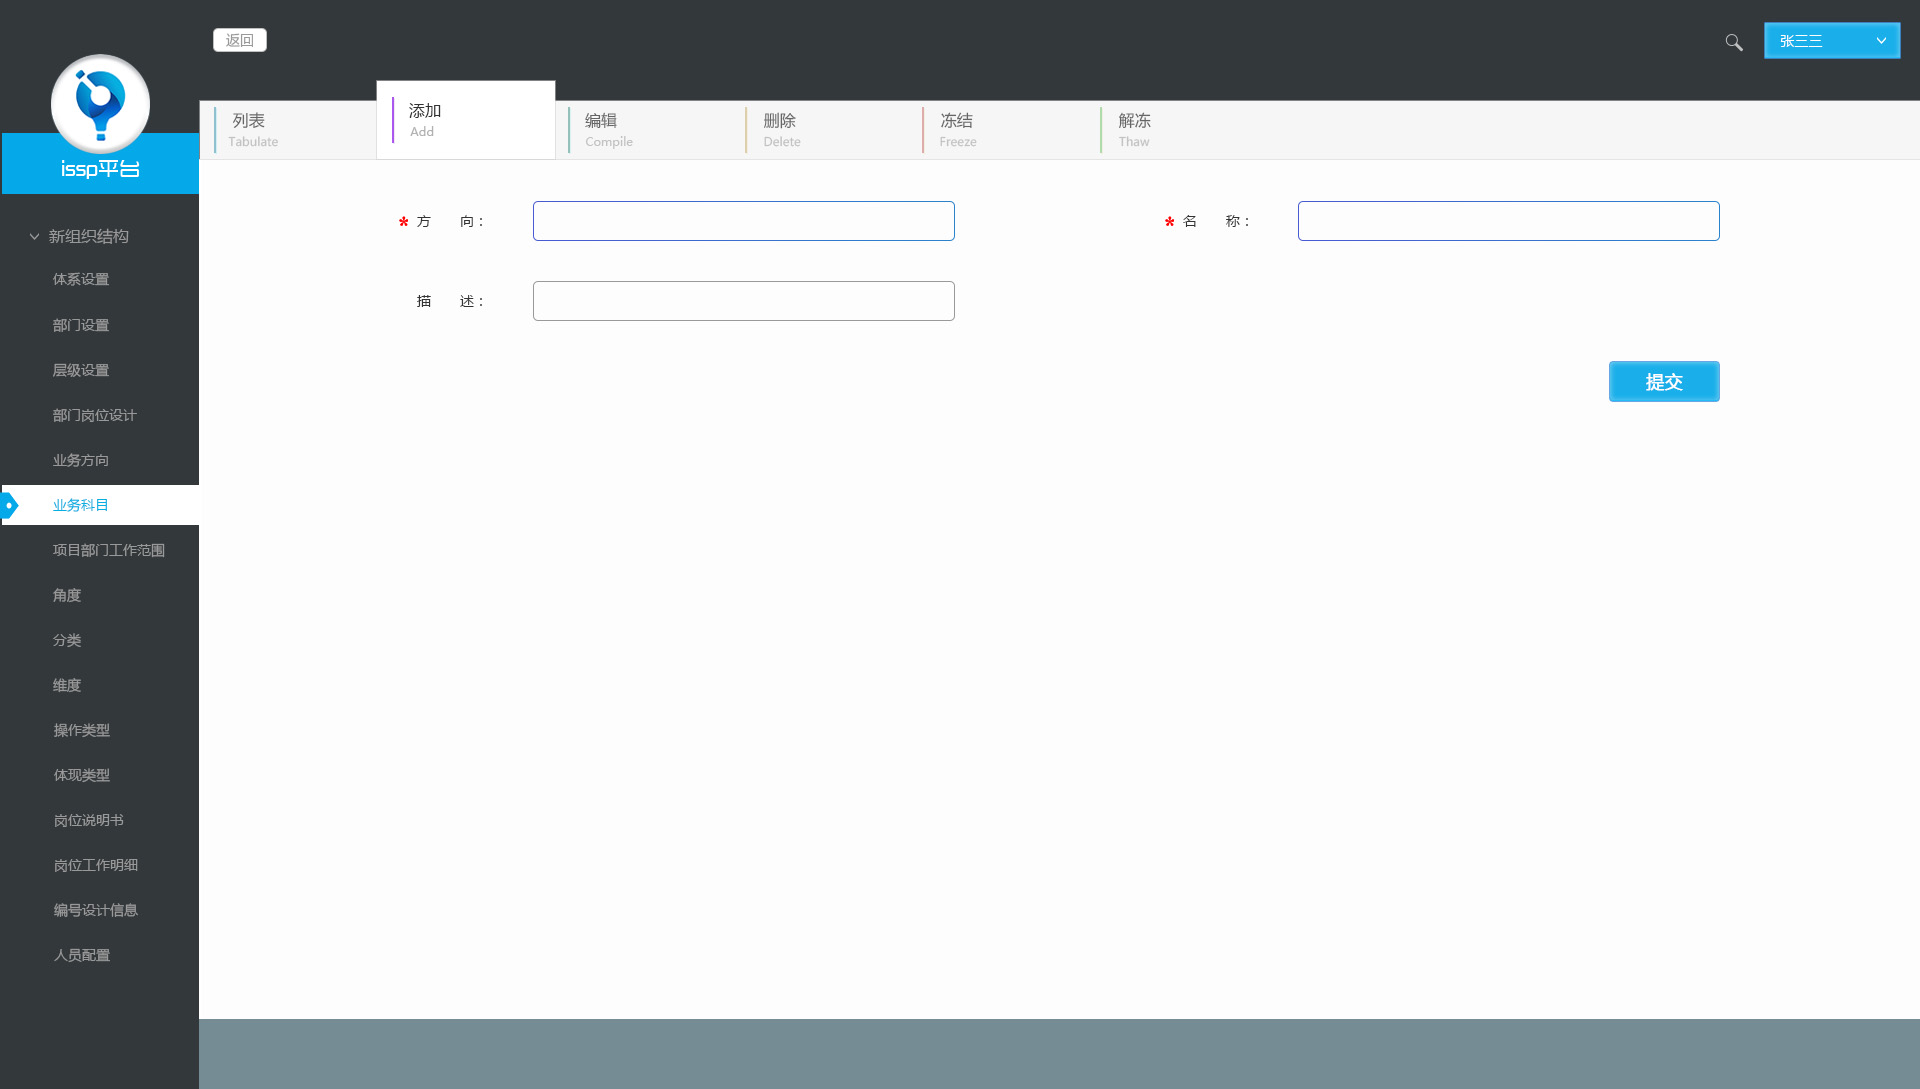 返回
张三三
issp平台
列表
Tabulate
添加
Add
编辑
Compile
删除
Delete
冻结
Freeze
解冻
Thaw
* 方 向：
* 名 称：
描 述：
提交
新组织结构
体系设置
部门设置
层级设置
部门岗位设计
业务方向
业务科目
项目部门工作范围
角度
分类
维度
操作类型
体现类型
岗位说明书
岗位工作明细
编号设计信息
人员配置